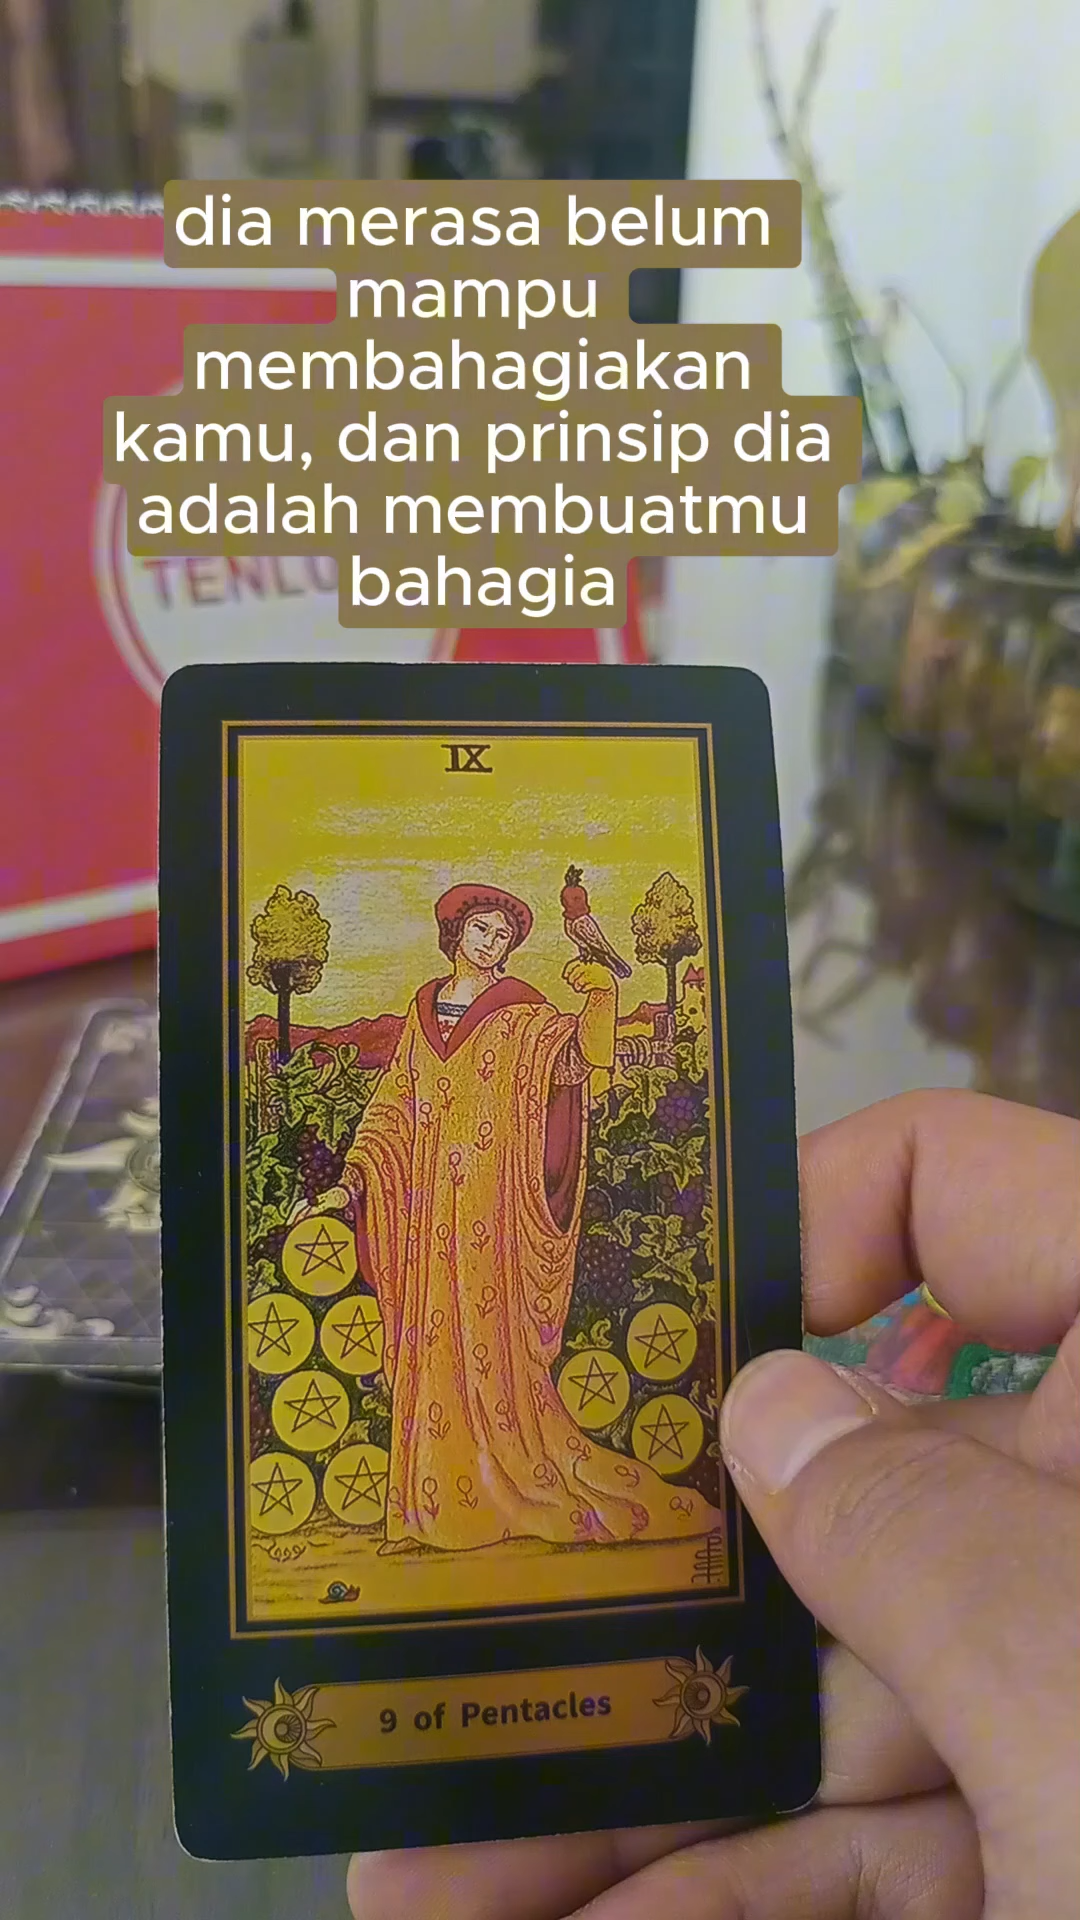 dia merasa belum
mampu
membahagiakan
kamu, dan prinsip dia
adalah membuatmu
bahagia
IX
9 of Pentacles